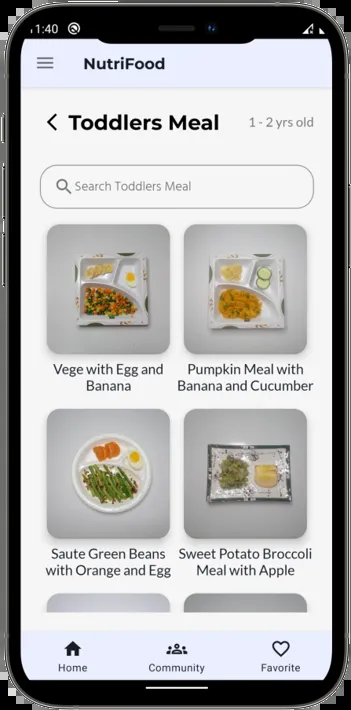 1:40
NutriFood
Toddlers Meal 1 - 2 yrs old
Search Toddlers Meal
Vege with Egg and
Banana
Pumpkin Meal with
Banana and Cucumber
Saute Green Beans
with Orange and Egg
Sweet Potato Broccoli
Meal with Apple
Home Community Favorite